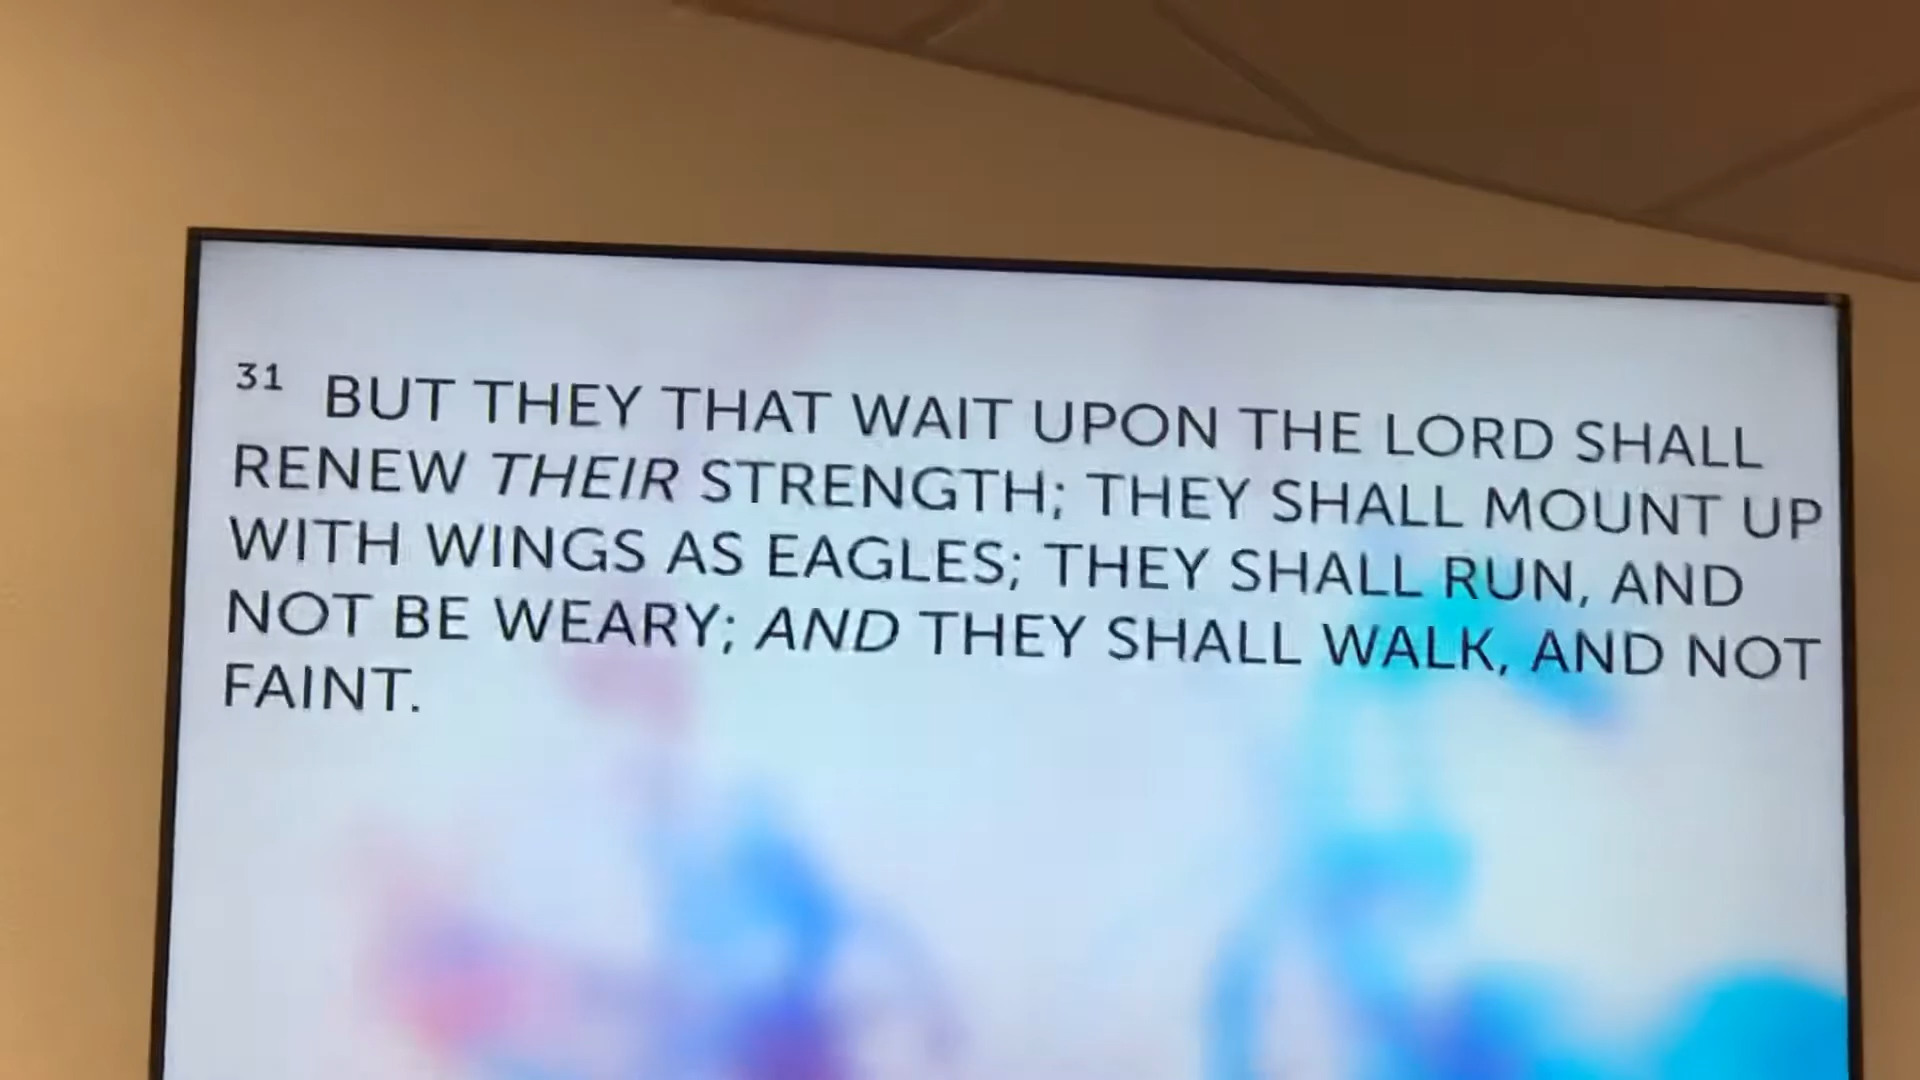 31 BUT THEY THAT WAIT UPON THE LORD SHALL
RENEW THEIR STRENGTH; THEY SHALL MOUNT UP
WITH WINGS AS EAGLES; THEY SHALL RUN, AND
NOT BE WEARY; AND THEY SHALL WALK, AND NOT
FAINT.